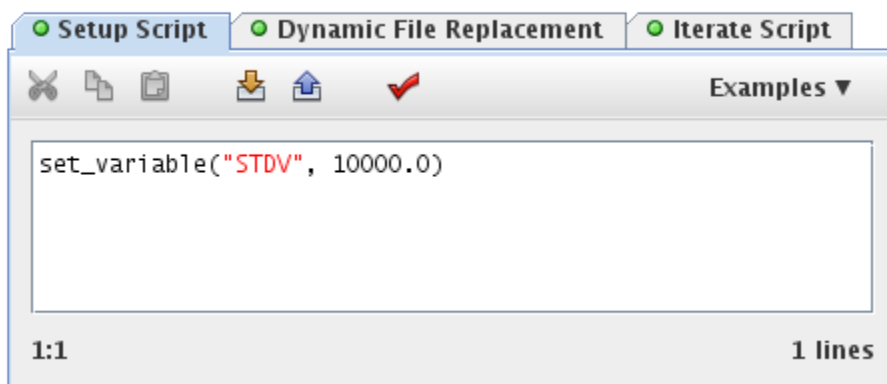 Setup Script Dynamic File Replacement Iterate Script
Examples ▼
set_variable("STDV", 10000.0)
1:1 1 lines